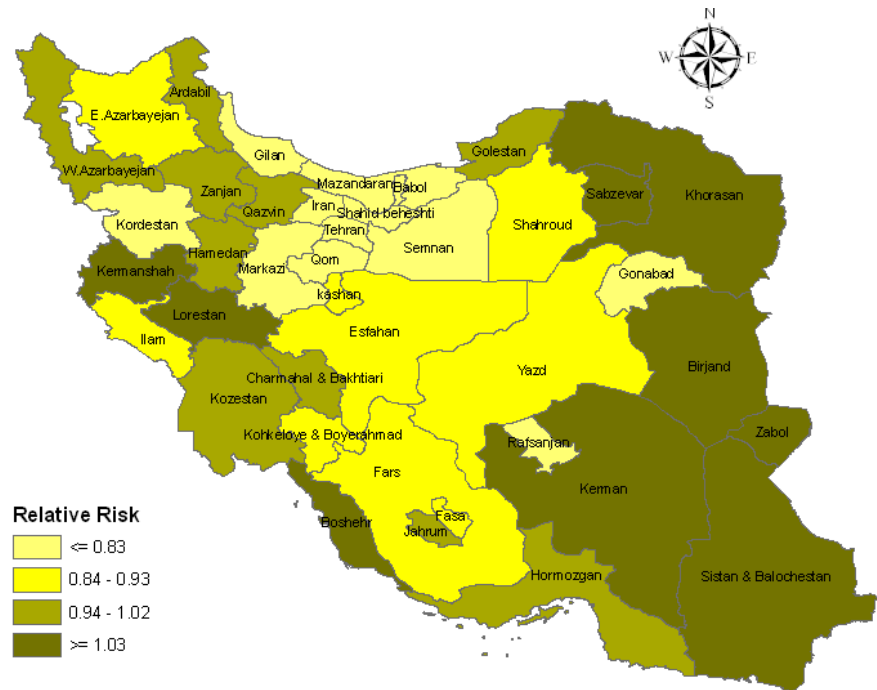 N
W E
S
Ardabil
E.Azarbayejan
Gilan
Golestan
W.Azarbayejan
Zanjan
Mazandaran
Babol
Sabzevar
Khorasan
Qazvin
Iran
Shahid beheshti
Shahroud
Kordestan
Tehran
Hamedan
Semnan
Qom
Markazi
Gonabad
Kermanshah
kashan
Lorestan
Esfahan
Ilam
Yazd
Birjand
Charmahal & Bakhtiari
Kozestan
Zabol
Kohkeloye & Boyerahmad
Rafsanjan
Fars
Kerman
Relative Risk
Boshehr
Fasa
Jahrum
<= 0.83
Hormozgan
Sistan & Balochestan
0.84 - 0.93
0.94 - 1.02
>= 1.03